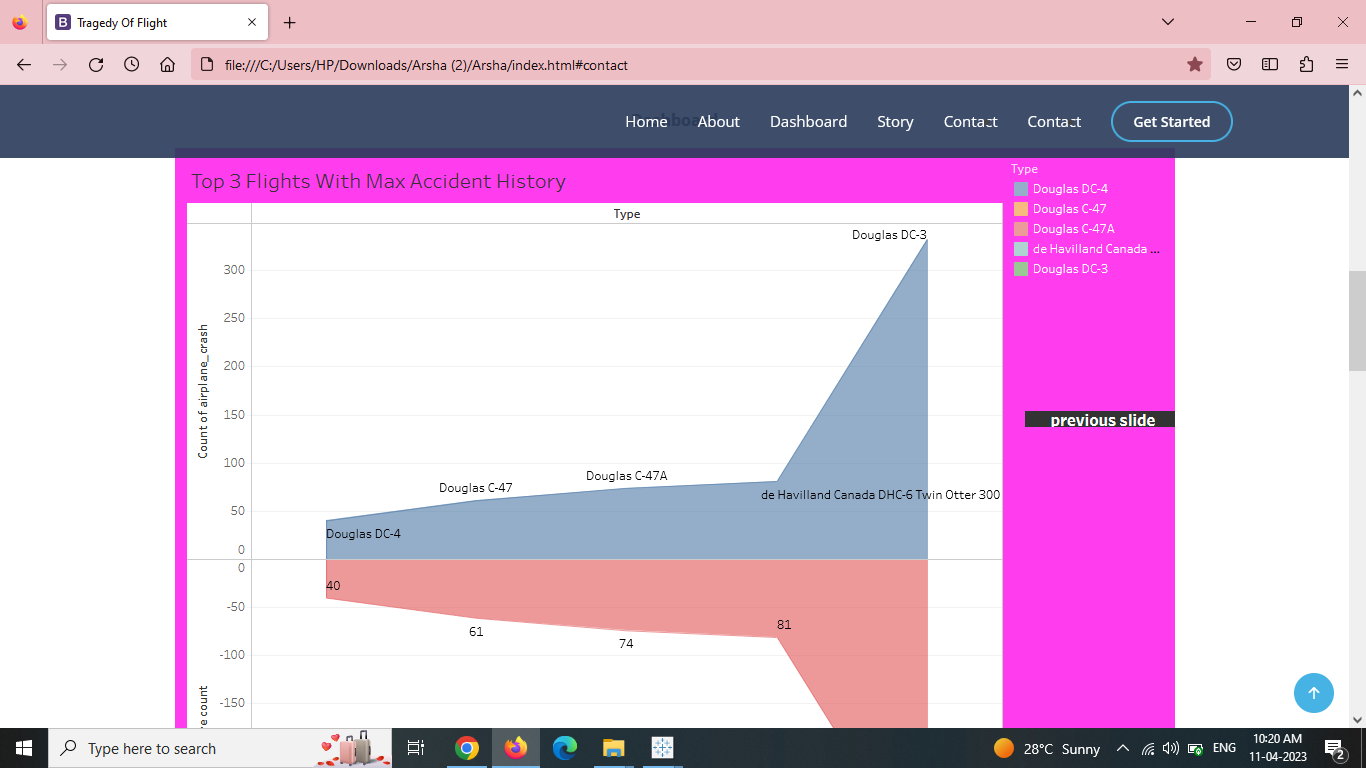 Tragedy Of Flight
file:///C:/Users/HP/Downloads/Arsha (2)/Arsha/index.html#contact
Home About Dashboard Story Contact Contact Get Started
Top 3 Flights With Max Accident History
Type
Douglas DC-4
Douglas C-47
Douglas C-47A
de Havilland Canada ...
Douglas DC-3
Type
Douglas DC-3
300
250
200
150
100
50
0
Count of airplane_crash
Douglas C-47A
Douglas C-47
de Havilland Canada DHC-6 Twin Otter 300
Douglas DC-4
previous slide
0
-50
-100
-150
40
61
74
81
count
Type here to search
28°C Sunny
ENG
10:20 AM
11-04-2023
2